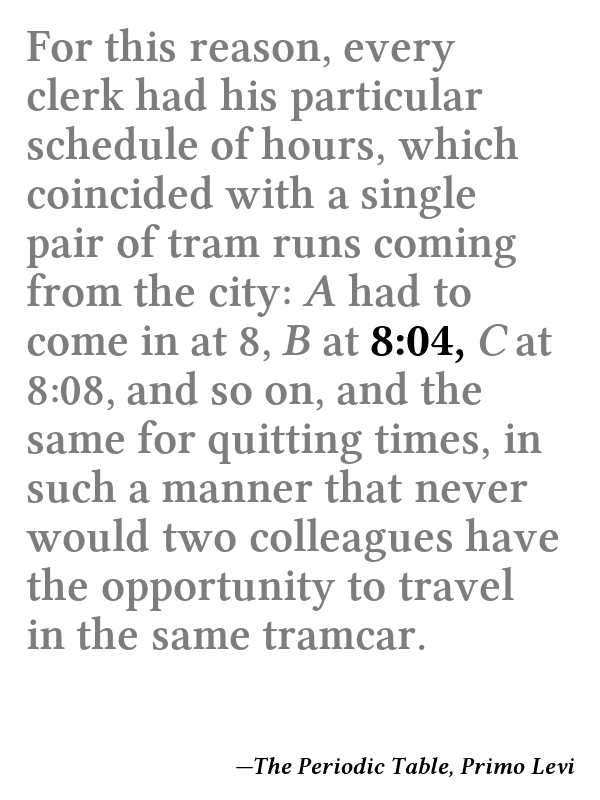 For this reason, every
clerk had his particular
schedule of hours, which
coincided with a single
pair of tram runs coming
from the city: A had to
come in at 8, B at 8:04, C at
8:08, and so on, and the
same for quitting times, in
such a manner that never
would two colleagues have
the opportunity to travel
in the same tramcar.
—The Periodic Table, Primo Levi